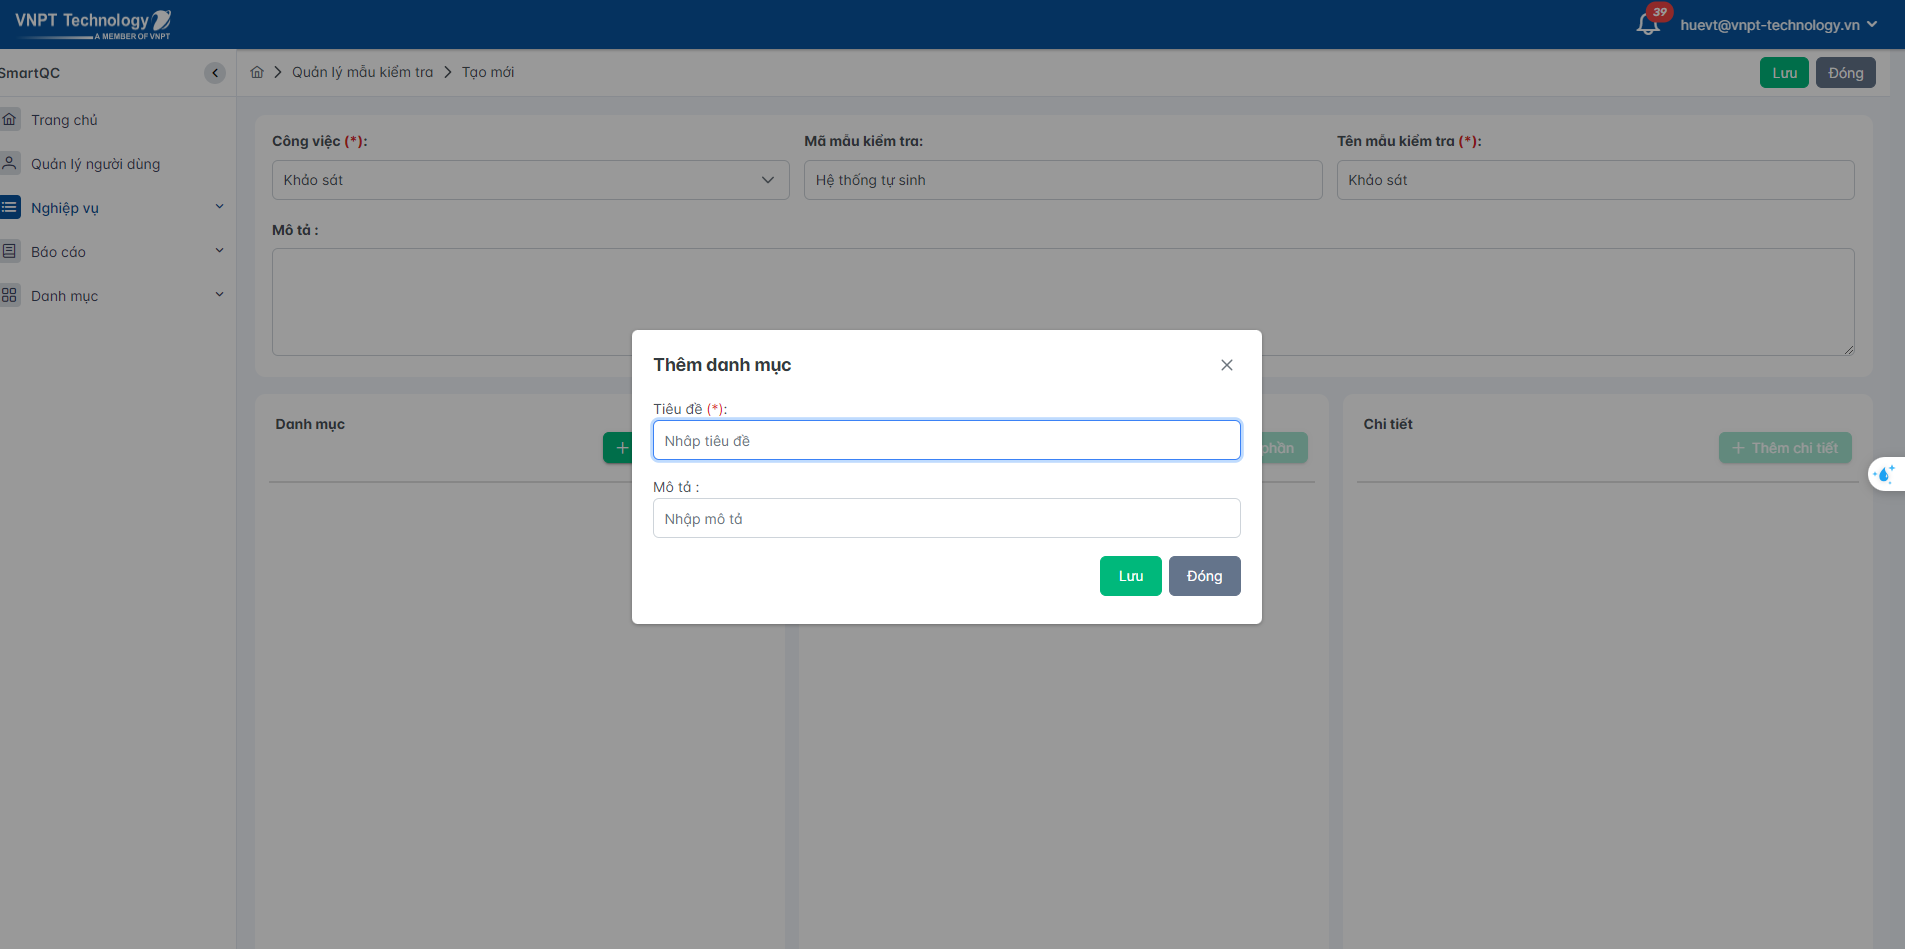 VNPT Technology
A MEMBER OF VNPT
39
huevt@vnpt-technology.vn
SmartQC
Quản lý mẫu kiểm tra
Tạo mới
Lưu
Đóng
Trang chủ
Quản lý người dùng
Nghiệp vụ
Báo cáo
Danh mục
Công việc (*):
Mã mẫu kiểm tra:
Tên mẫu kiểm tra (*):
Khảo sát
Hệ thống tự sinh
Khảo sát
Mô tả :
Thêm danh mục
Tiêu đề (*):
Nhâp tiêu đề
Mô tả :
Nhập mô tả
Lưu
Đóng
Danh mục
phần
Chi tiết
Thêm chi tiết